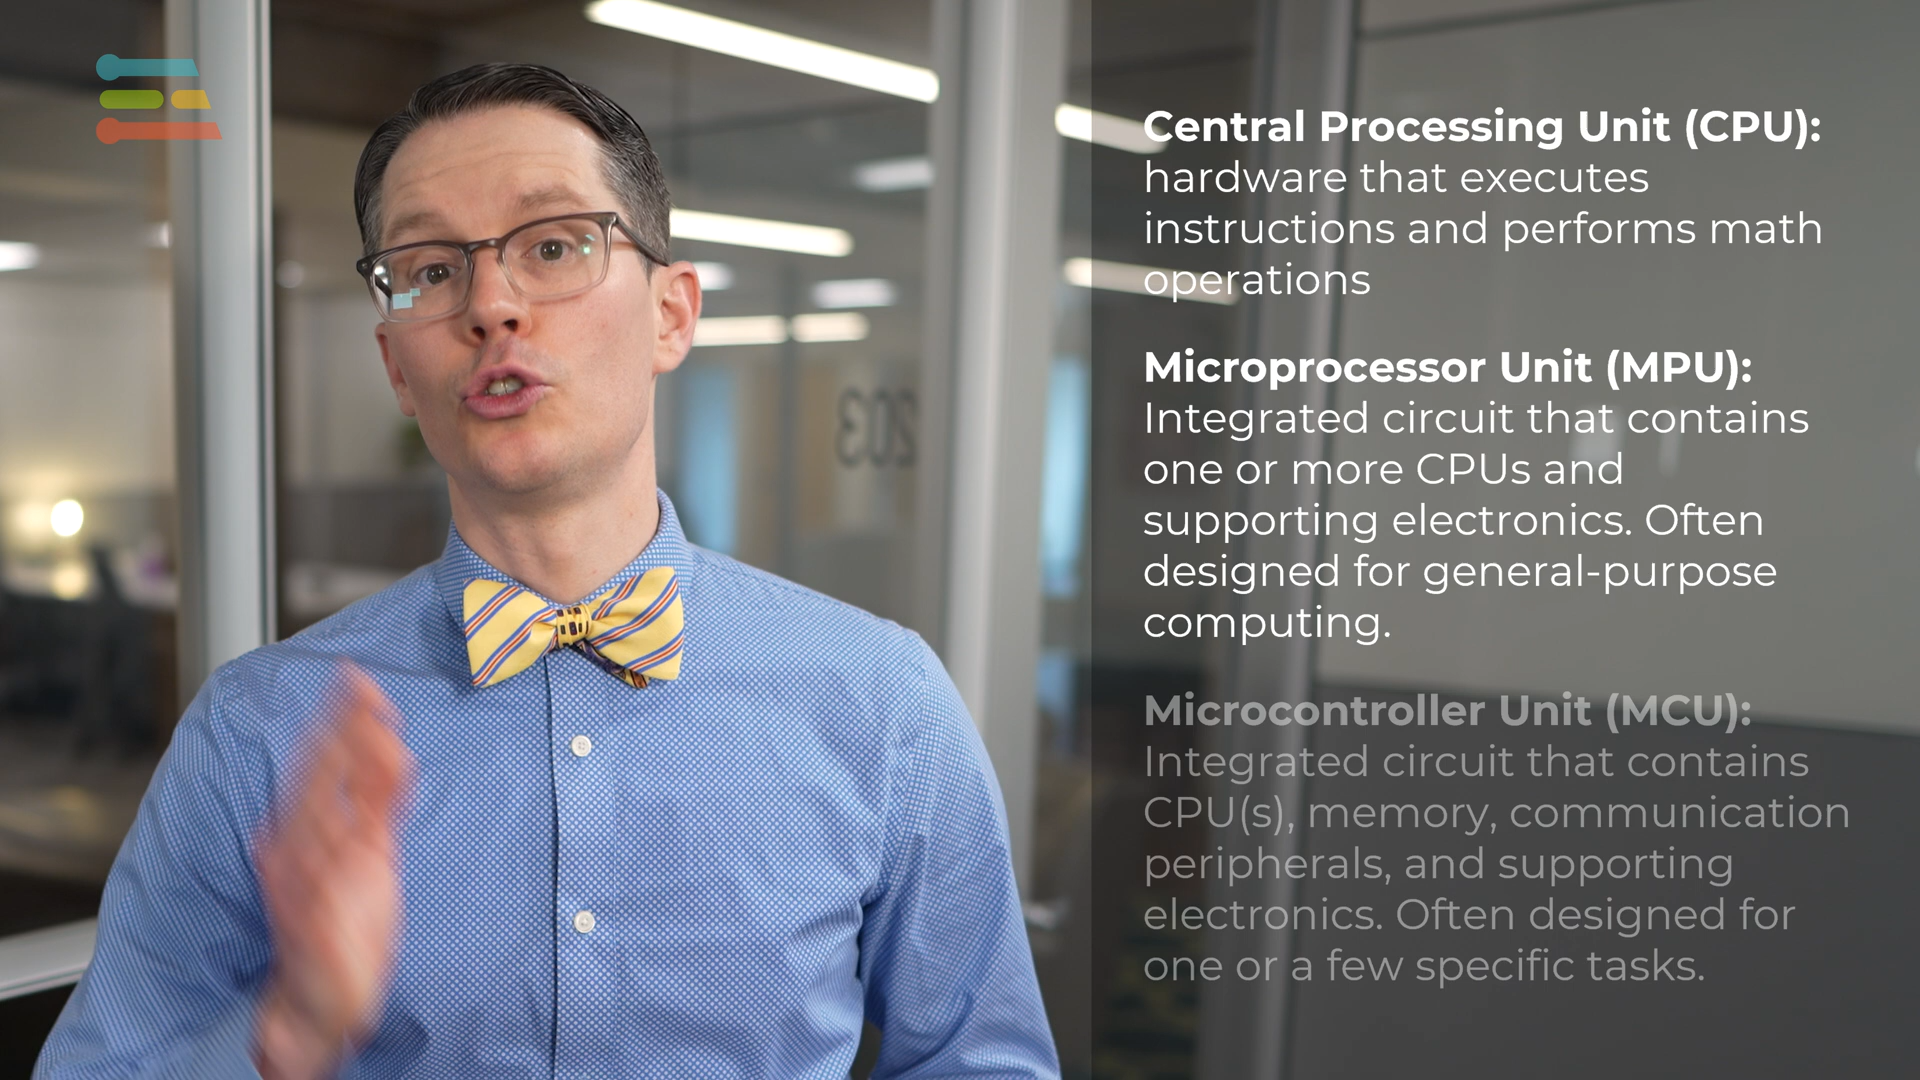 Central Processing Unit (CPU):
hardware that executes
instructions and performs math
operations
Microprocessor Unit (MPU):
Integrated circuit that contains
one or more CPUs and
supporting electronics. Often
designed for general-purpose
computing.
Microcontroller Unit (MCU):
Integrated circuit that contains
CPU(s), memory, communication
peripherals, and supporting
electronics. Often designed for
one or a few specific tasks.
203